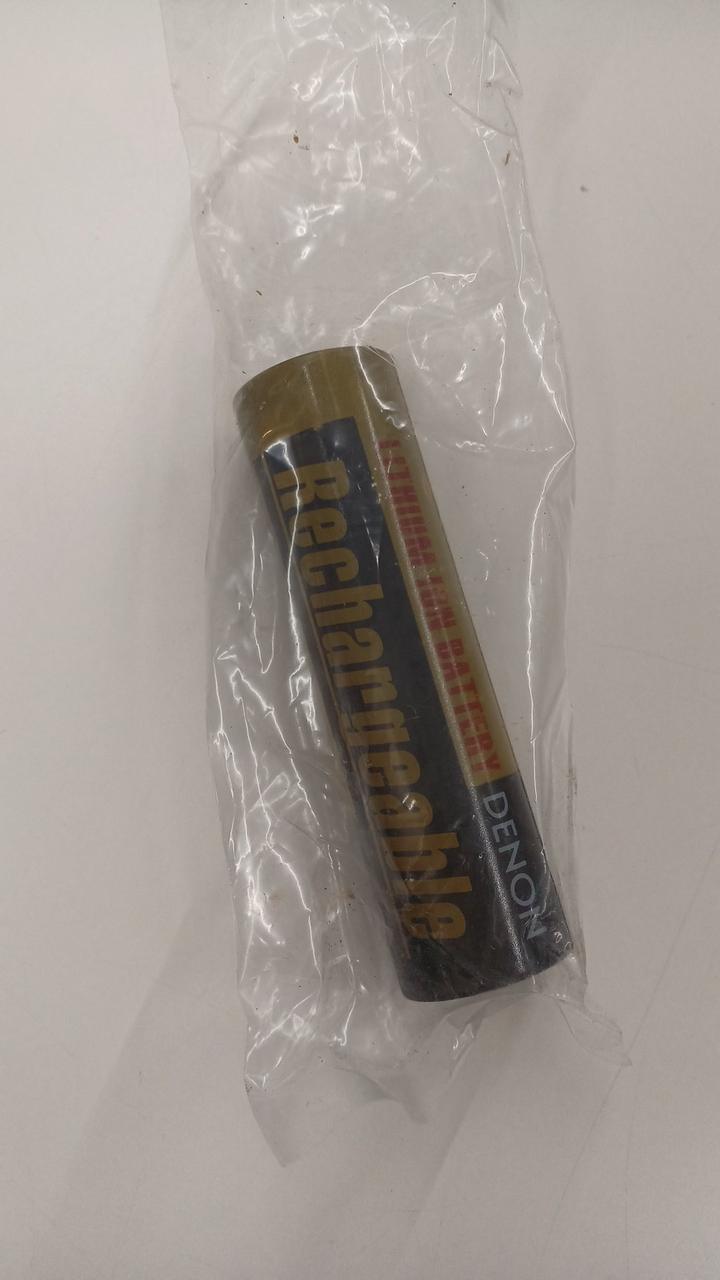 Rechargeable
LITHIUM ION BATTERY
DENON